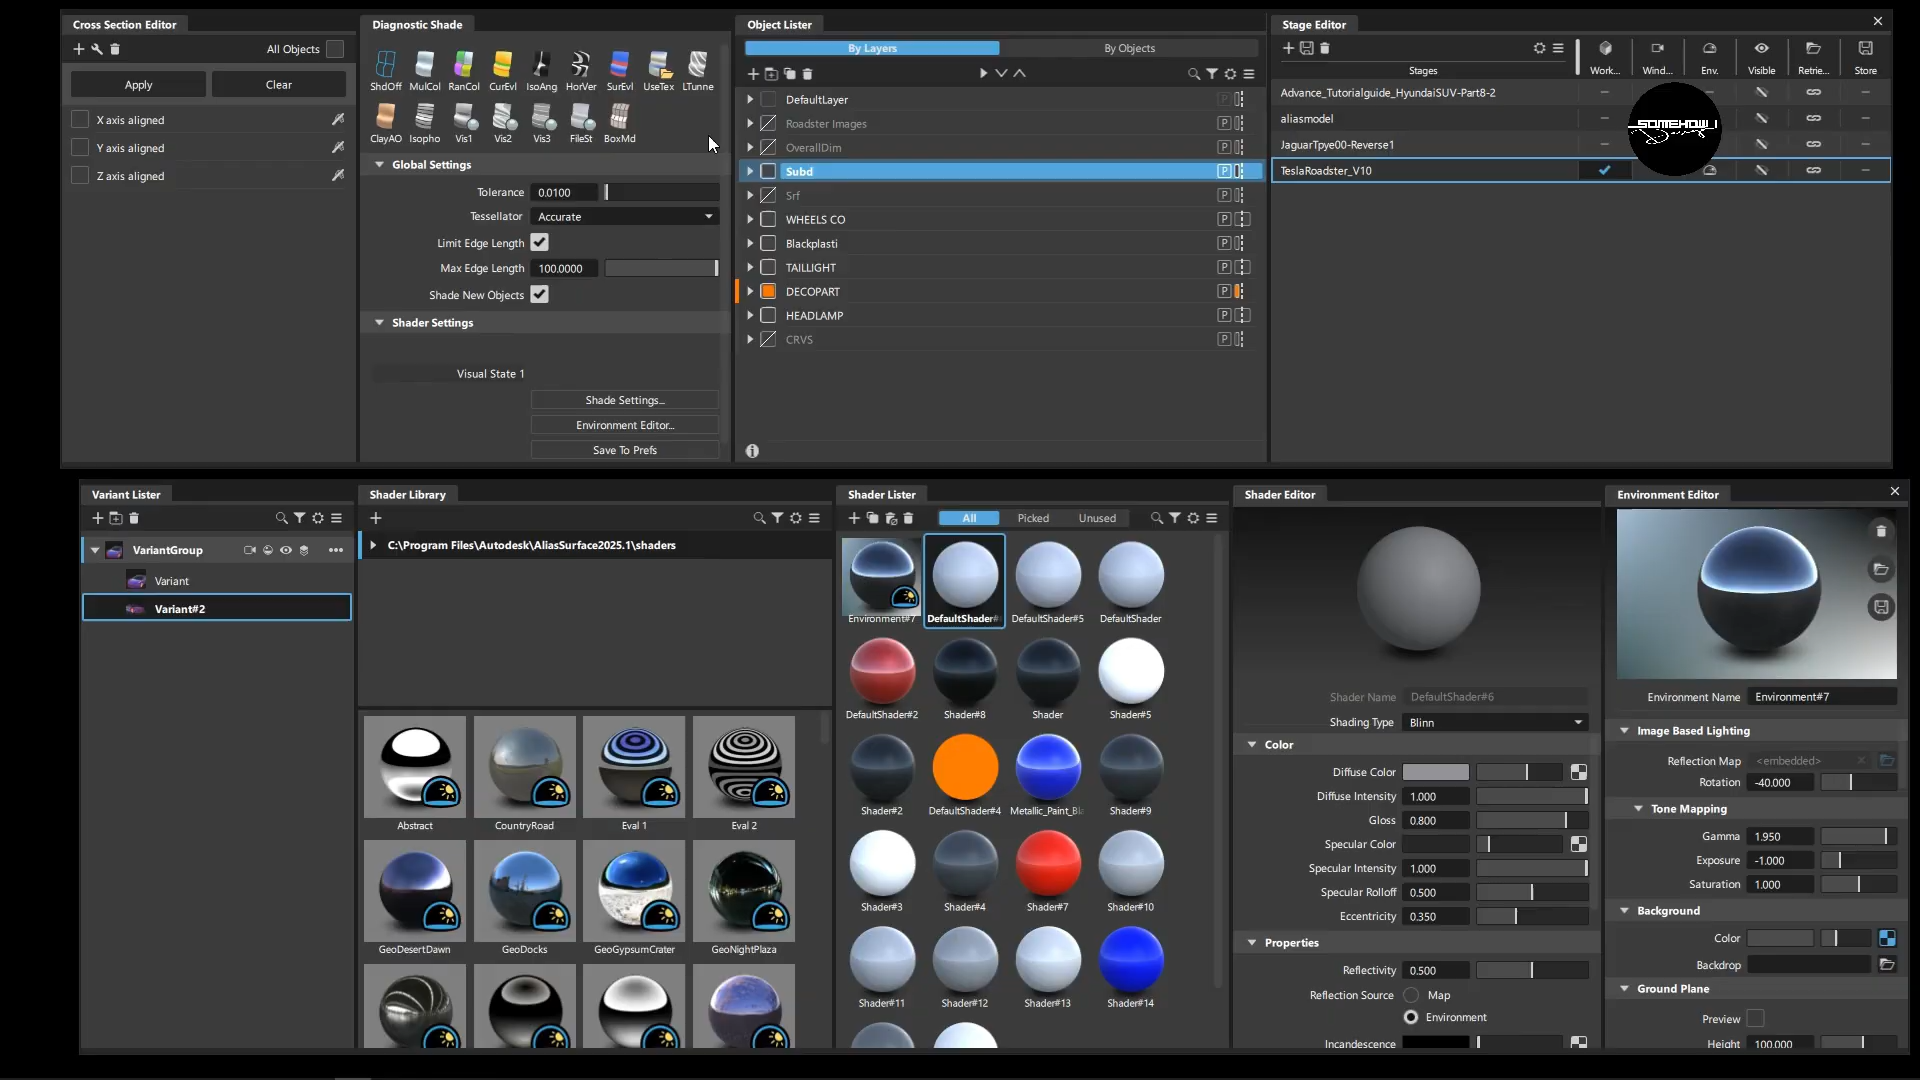 Cross Section Editor
All Objects
Apply
Clear
X axis aligned
Y axis aligned
Z axis aligned
Diagnostic Shade
ShdOff MulCol RanCol CurEvl IsoAng HorVer SurEvl UseTex LTunne
ClayAO Isopho Vis1 Vis2 Vis3 FileSt BoxMd
Global Settings
Tolerance 0.0100
Tessellator Accurate
Limit Edge Length
Max Edge Length 100.0000
Shade New Objects
Shader Settings
Visual State 1
Shade Settings...
Environment Editor...
Save To Prefs
Object Lister
By Layers By Objects
DefaultLayer P
Roadster Images P
OverallDim P
Subd P
Srf P
WHEELS CO P
Blackplasti P
TAILLIGHT P
DECOPART P
HEADLAMP P
CRVS P
Stage Editor
Stages Work... Wind... Env. Visible Retrie... Store
Advance_Tutorialguide_HyundaiSUV-Part8-2
aliasmodel
JaguarTpye00-Reverse1
TeslaRoadster_V10
SOMEHOW I
Variant Lister
VariantGroup
Variant
Variant#2
Shader Library
C:\Program Files\Autodesk\AliasSurface2025.1\shaders
Abstract CountryRoad Eval 1 Eval 2
GeoDesertDawn GeoDocks GeoGypsumCrater GeoNightPlaza
Shader Lister
All Picked Unused
Environment#7 DefaultShader# DefaultShader#5 DefaultShader
DefaultShader#2 Shader#8 Shader Shader#5
Shader#2 DefaultShader#4 Metallic_Paint_Bl Shader#9
Shader#3 Shader#4 Shader#7 Shader#10
Shader#11 Shader#12 Shader#13 Shader#14
Shader Editor
Shader Name DefaultShader#6
Shading Type Blinn
Color
Diffuse Color
Diffuse Intensity 1.000
Gloss 0.800
Specular Color
Specular Intensity 1.000
Specular Rolloff 0.500
Eccentricity 0.350
Properties
Reflectivity 0.500
Reflection Source Map
Environment
Incandescence
Environment Editor
Environment Name Environment#7
Image Based Lighting
Reflection Map <embedded>
Rotation -40.000
Tone Mapping
Gamma 1.950
Exposure -1.000
Saturation 1.000
Background
Color
Backdrop
Ground Plane
Preview
Height 100.000